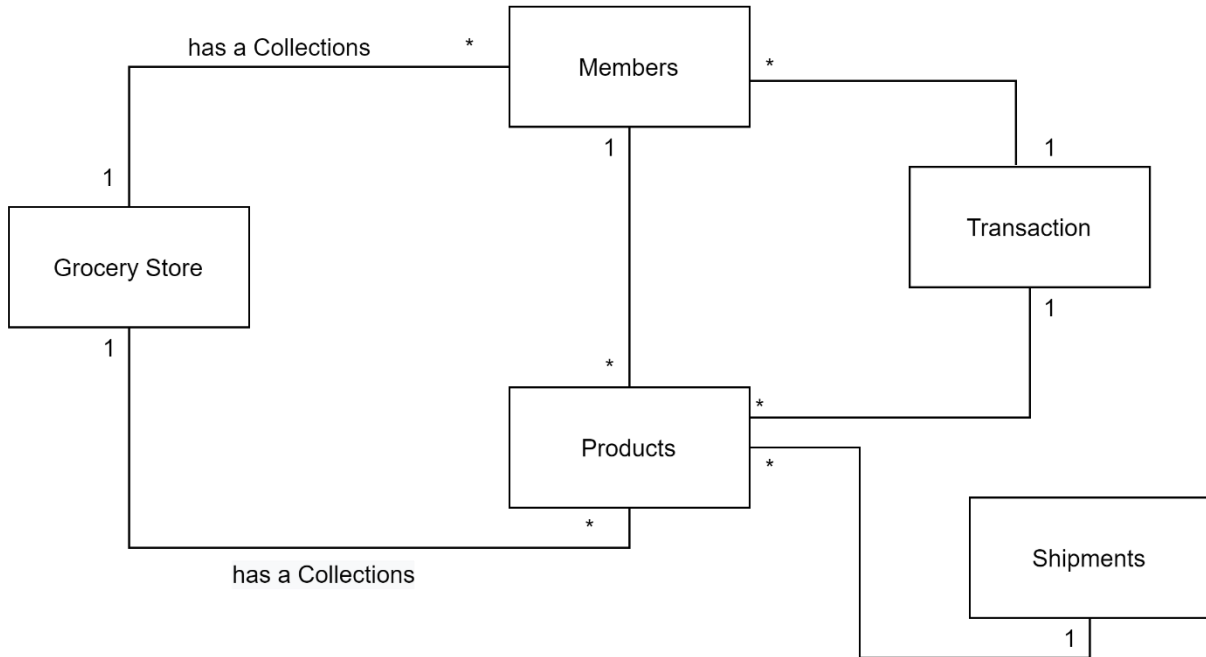 has a Collections
*
Members
*
1
1
1
Transaction
Grocery Store
1
1
*
*
Products
*
*
has a Collections
Shipments
1